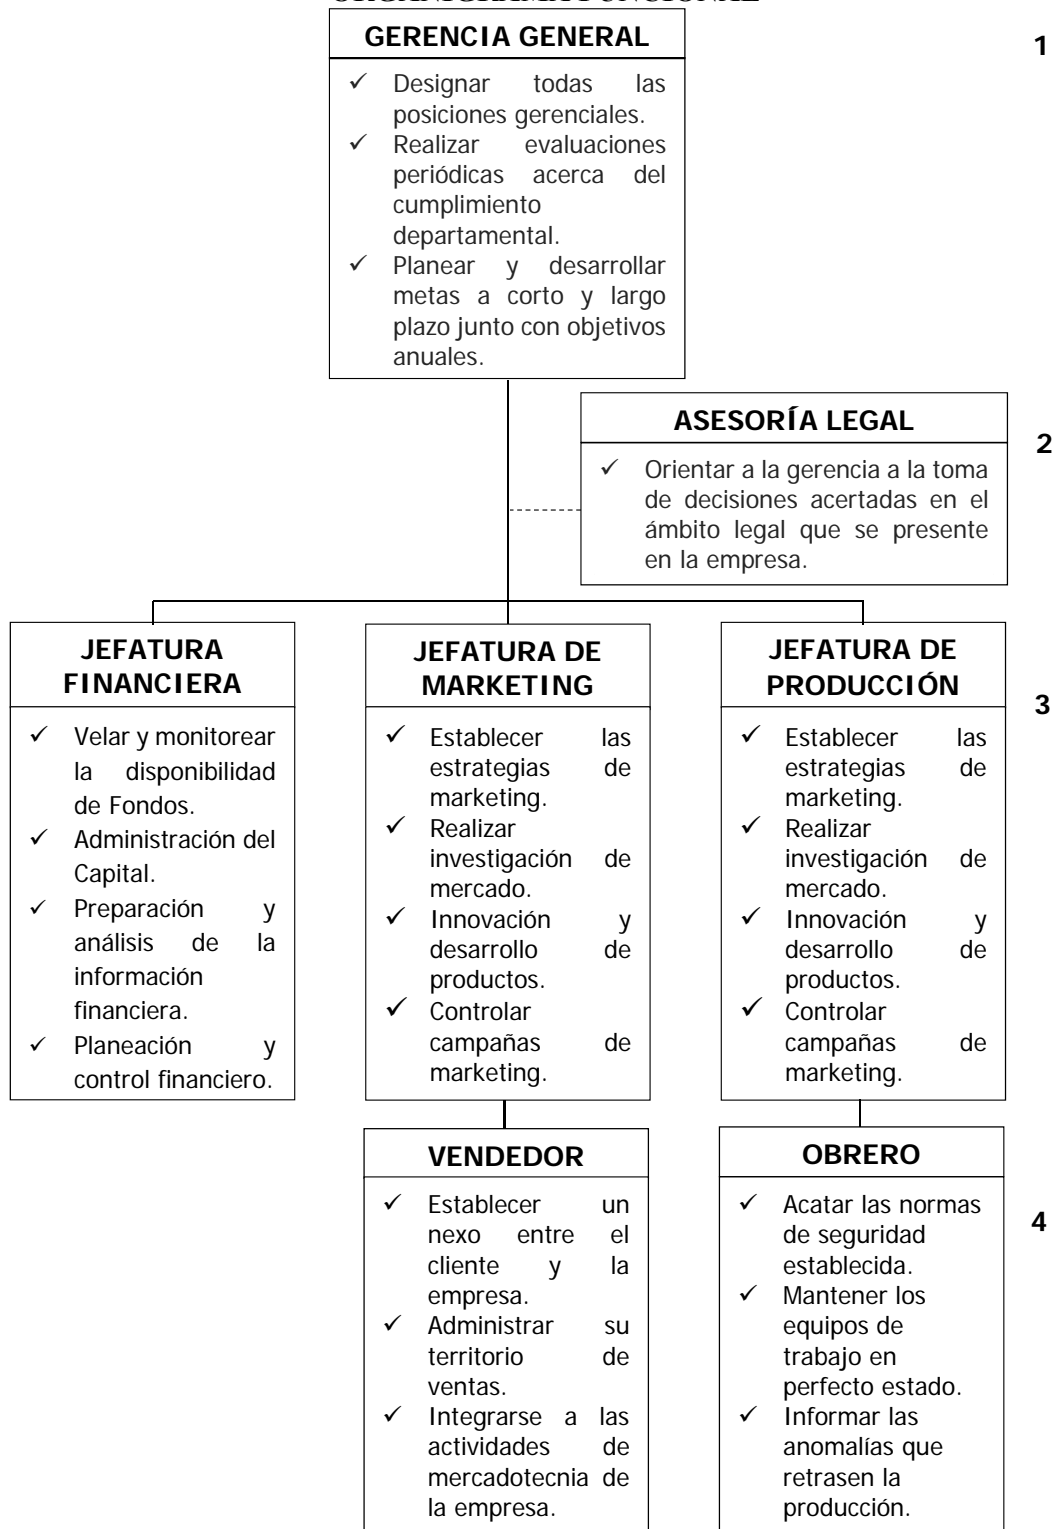 ORGANIGRAMA FUNCIONAL
GERENCIA GENERAL
1
✓ Designar todas las
posiciones gerenciales.
✓ Realizar evaluaciones
periódicas acerca del
cumplimiento
departamental.
✓ Planear y desarrollar
metas a corto y largo
plazo junto con objetivos
anuales.
ASESORÍA LEGAL
2
✓ Orientar a la gerencia a la toma
de decisiones acertadas en el
ámbito legal que se presente
en la empresa.
JEFATURA
FINANCIERA
✓ Velar y monitorear
la disponibilidad
de Fondos.
✓ Administración del
Capital.
✓ Preparación y
análisis de la
información
financiera.
✓ Planeación y
control financiero.
JEFATURA DE
MARKETING
✓ Establecer las
estrategias de
marketing.
✓ Realizar
investigación de
mercado.
✓ Innovación y
desarrollo de
productos.
✓ Controlar
campañas de
marketing.
JEFATURA DE
PRODUCCIÓN
✓ Establecer las
estrategias de
marketing.
✓ Realizar
investigación de
mercado.
✓ Innovación y
desarrollo de
productos.
✓ Controlar
campañas de
marketing.
3
VENDEDOR
✓ Establecer un
nexo entre el
cliente y la
empresa.
✓ Administrar su
territorio de
ventas.
✓ Integrarse a las
actividades de
mercadotecnia de
la empresa.
OBRERO
✓ Acatar las normas
de seguridad
establecida.
✓ Mantener los
equipos de
trabajo en
perfecto estado.
✓ Informar las
anomalías que
retrasen la
producción.
4